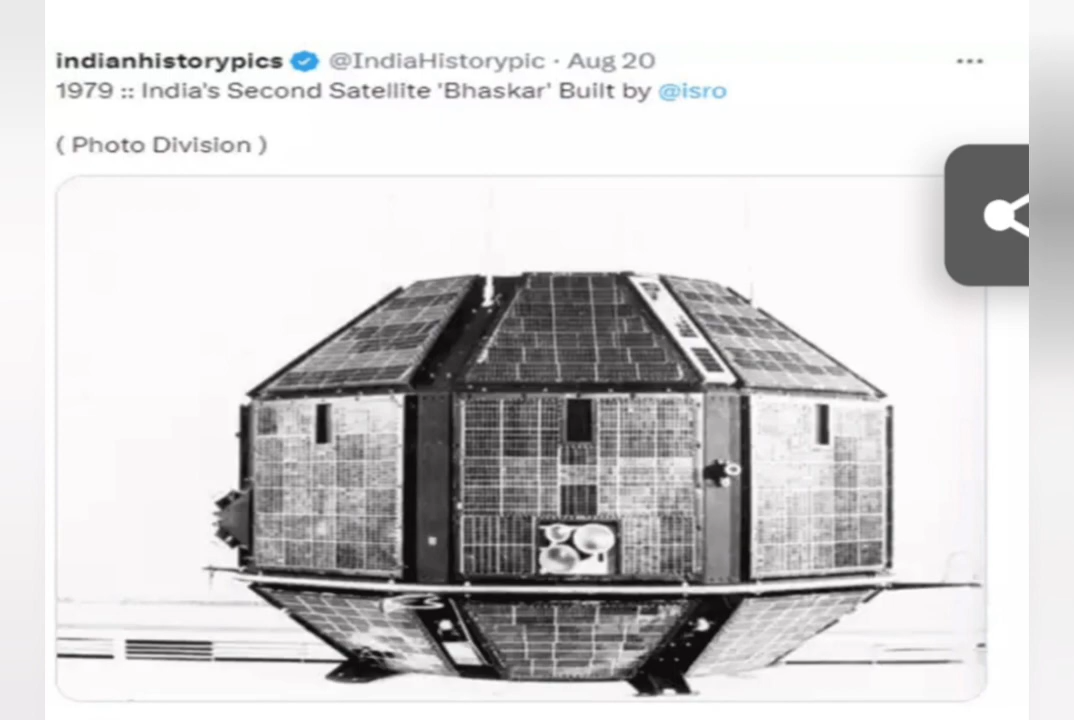 indianhistorypics @IndiaHistorypic · Aug 20 ...
1979 :: India's Second Satellite 'Bhaskar' Built by @isro
( Photo Division )